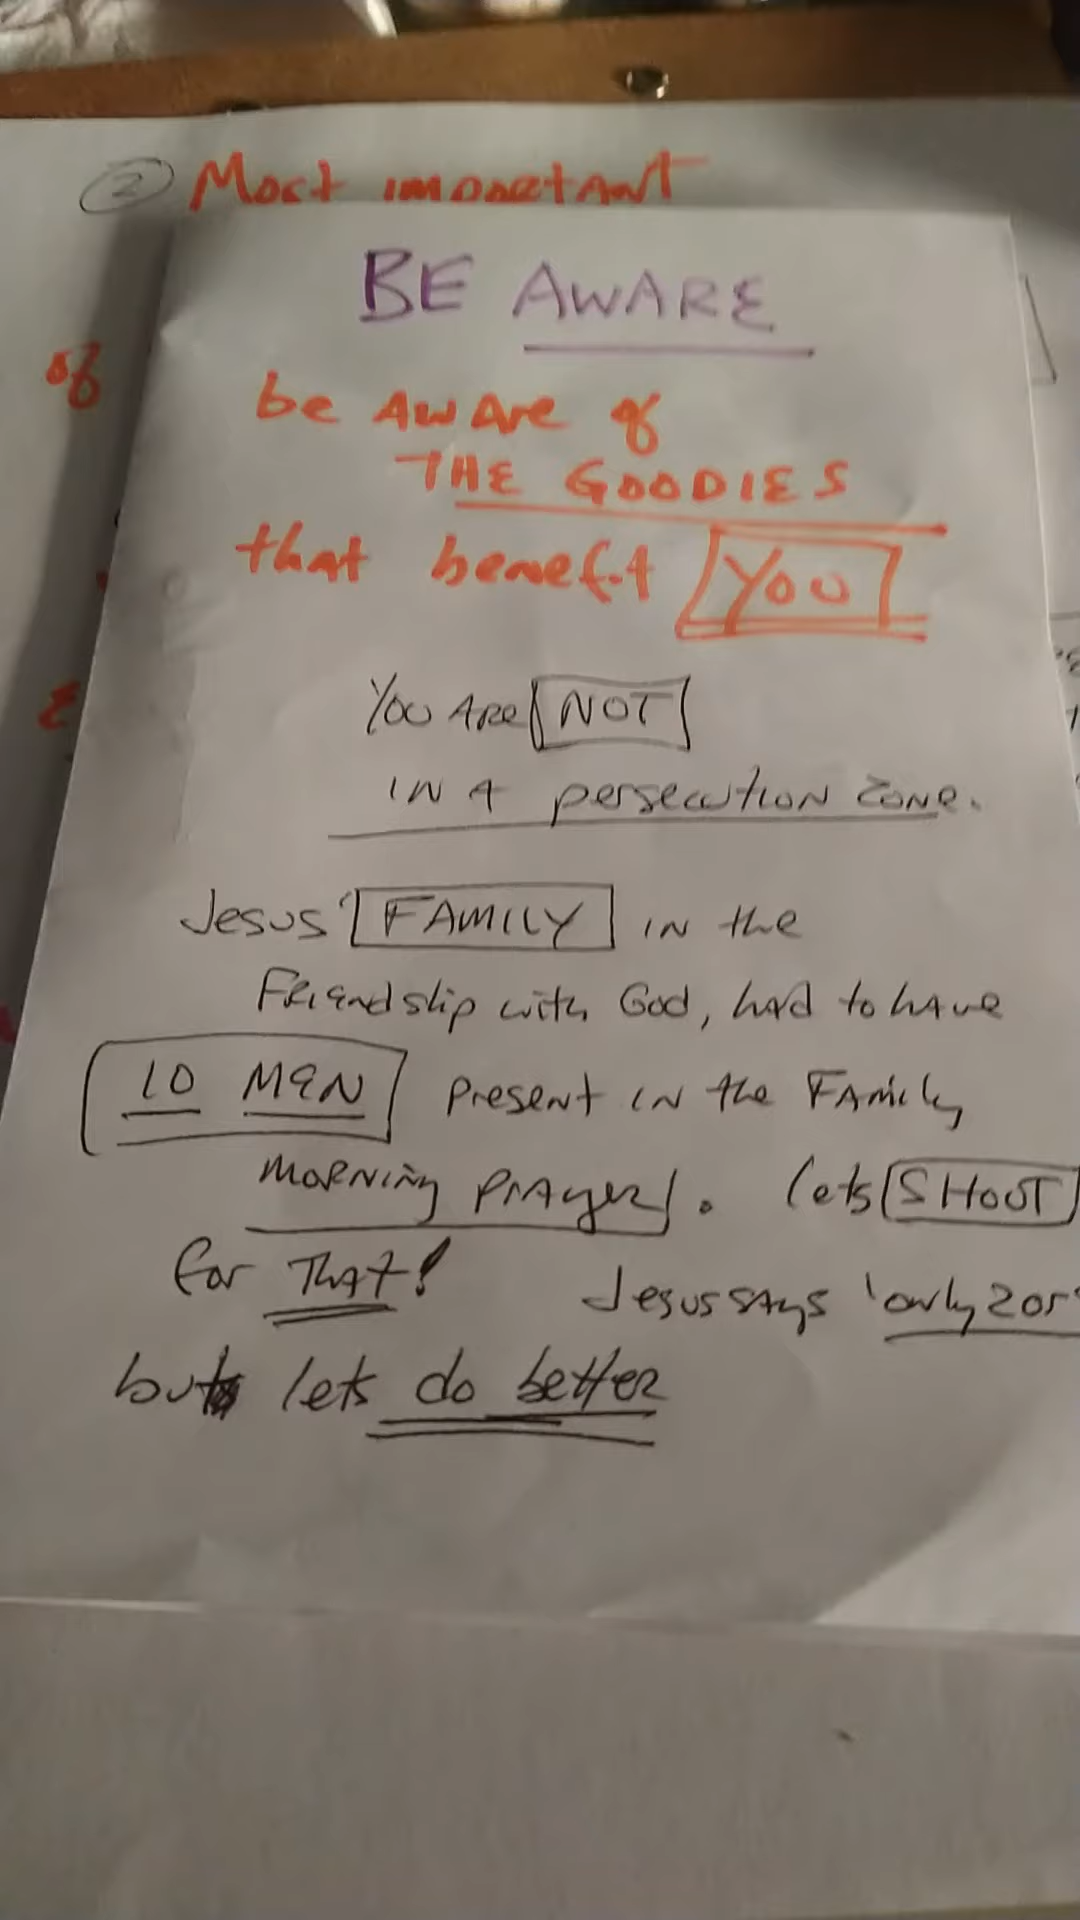 2 Most important
BE AWARE
of
be AwAre of
THE GOODIES
that benefit YOU
You Are NOT
IN A persecution zone.
Jesus' FAMILY IN the
Friendship with God, had to have
10 MEN present IN the FAMily
MORNing PrAyer. lets SHOOT
for THAt! Jesus sAys 'only 2 or
but lets do better